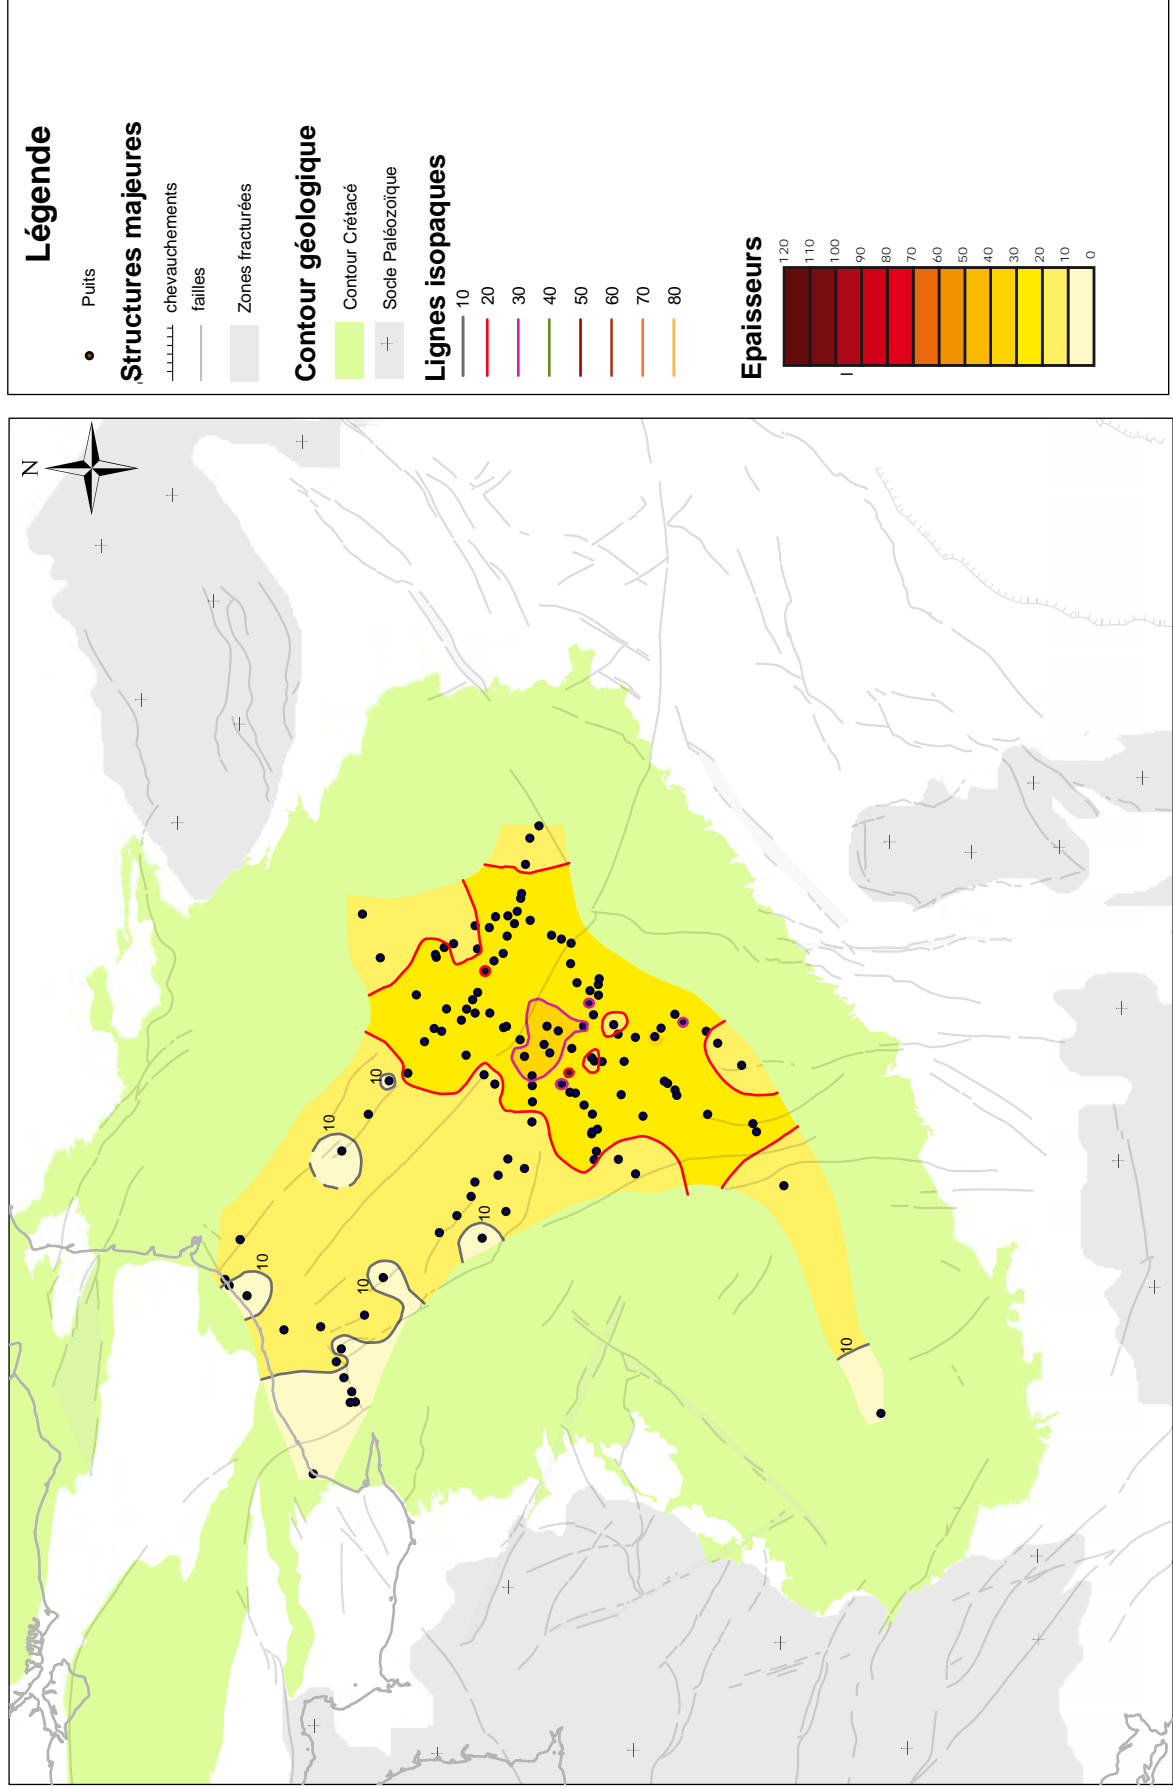 Légende
Puits
Structures majeures
chevauchements
failles
Zones fracturées
Contour géologique
Contour Crétacé
Socle Paléozoïque
Lignes isopaques
10
20
30
40
50
60
70
80
Epaisseurs
120
110
100
90
80
70
60
50
40
30
20
10
0
N
10
10
10
10
10
10